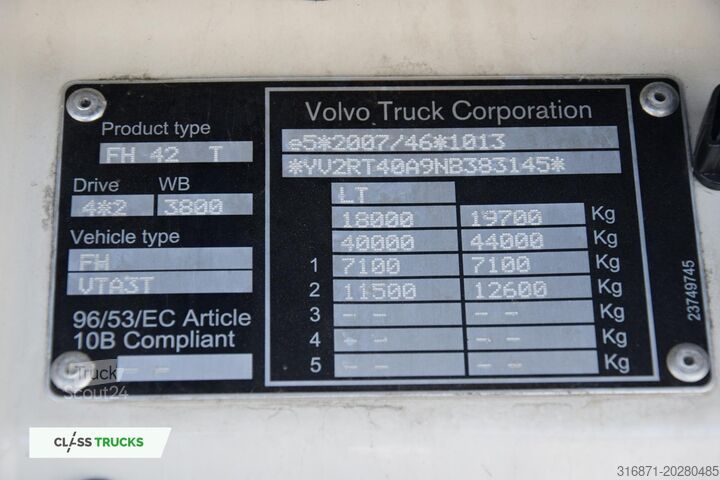 Product type
FH 42 T
Drive WB
4*2 3800
Vehicle type
FH
VTA3T
96/53/EC Article
10B Compliant
- -
Volvo Truck Corporation
e5*2007/46*1013
*YV2RT40A9NB383145*
LT
18000 19700 Kg
40000 44000 Kg
1 7100 7100 Kg
2 11500 12600 Kg
3 - - - - Kg
4 - - - - Kg
5 - - - - Kg
23749745
Truck
Scout24
CLASS TRUCKS
316871-20280485